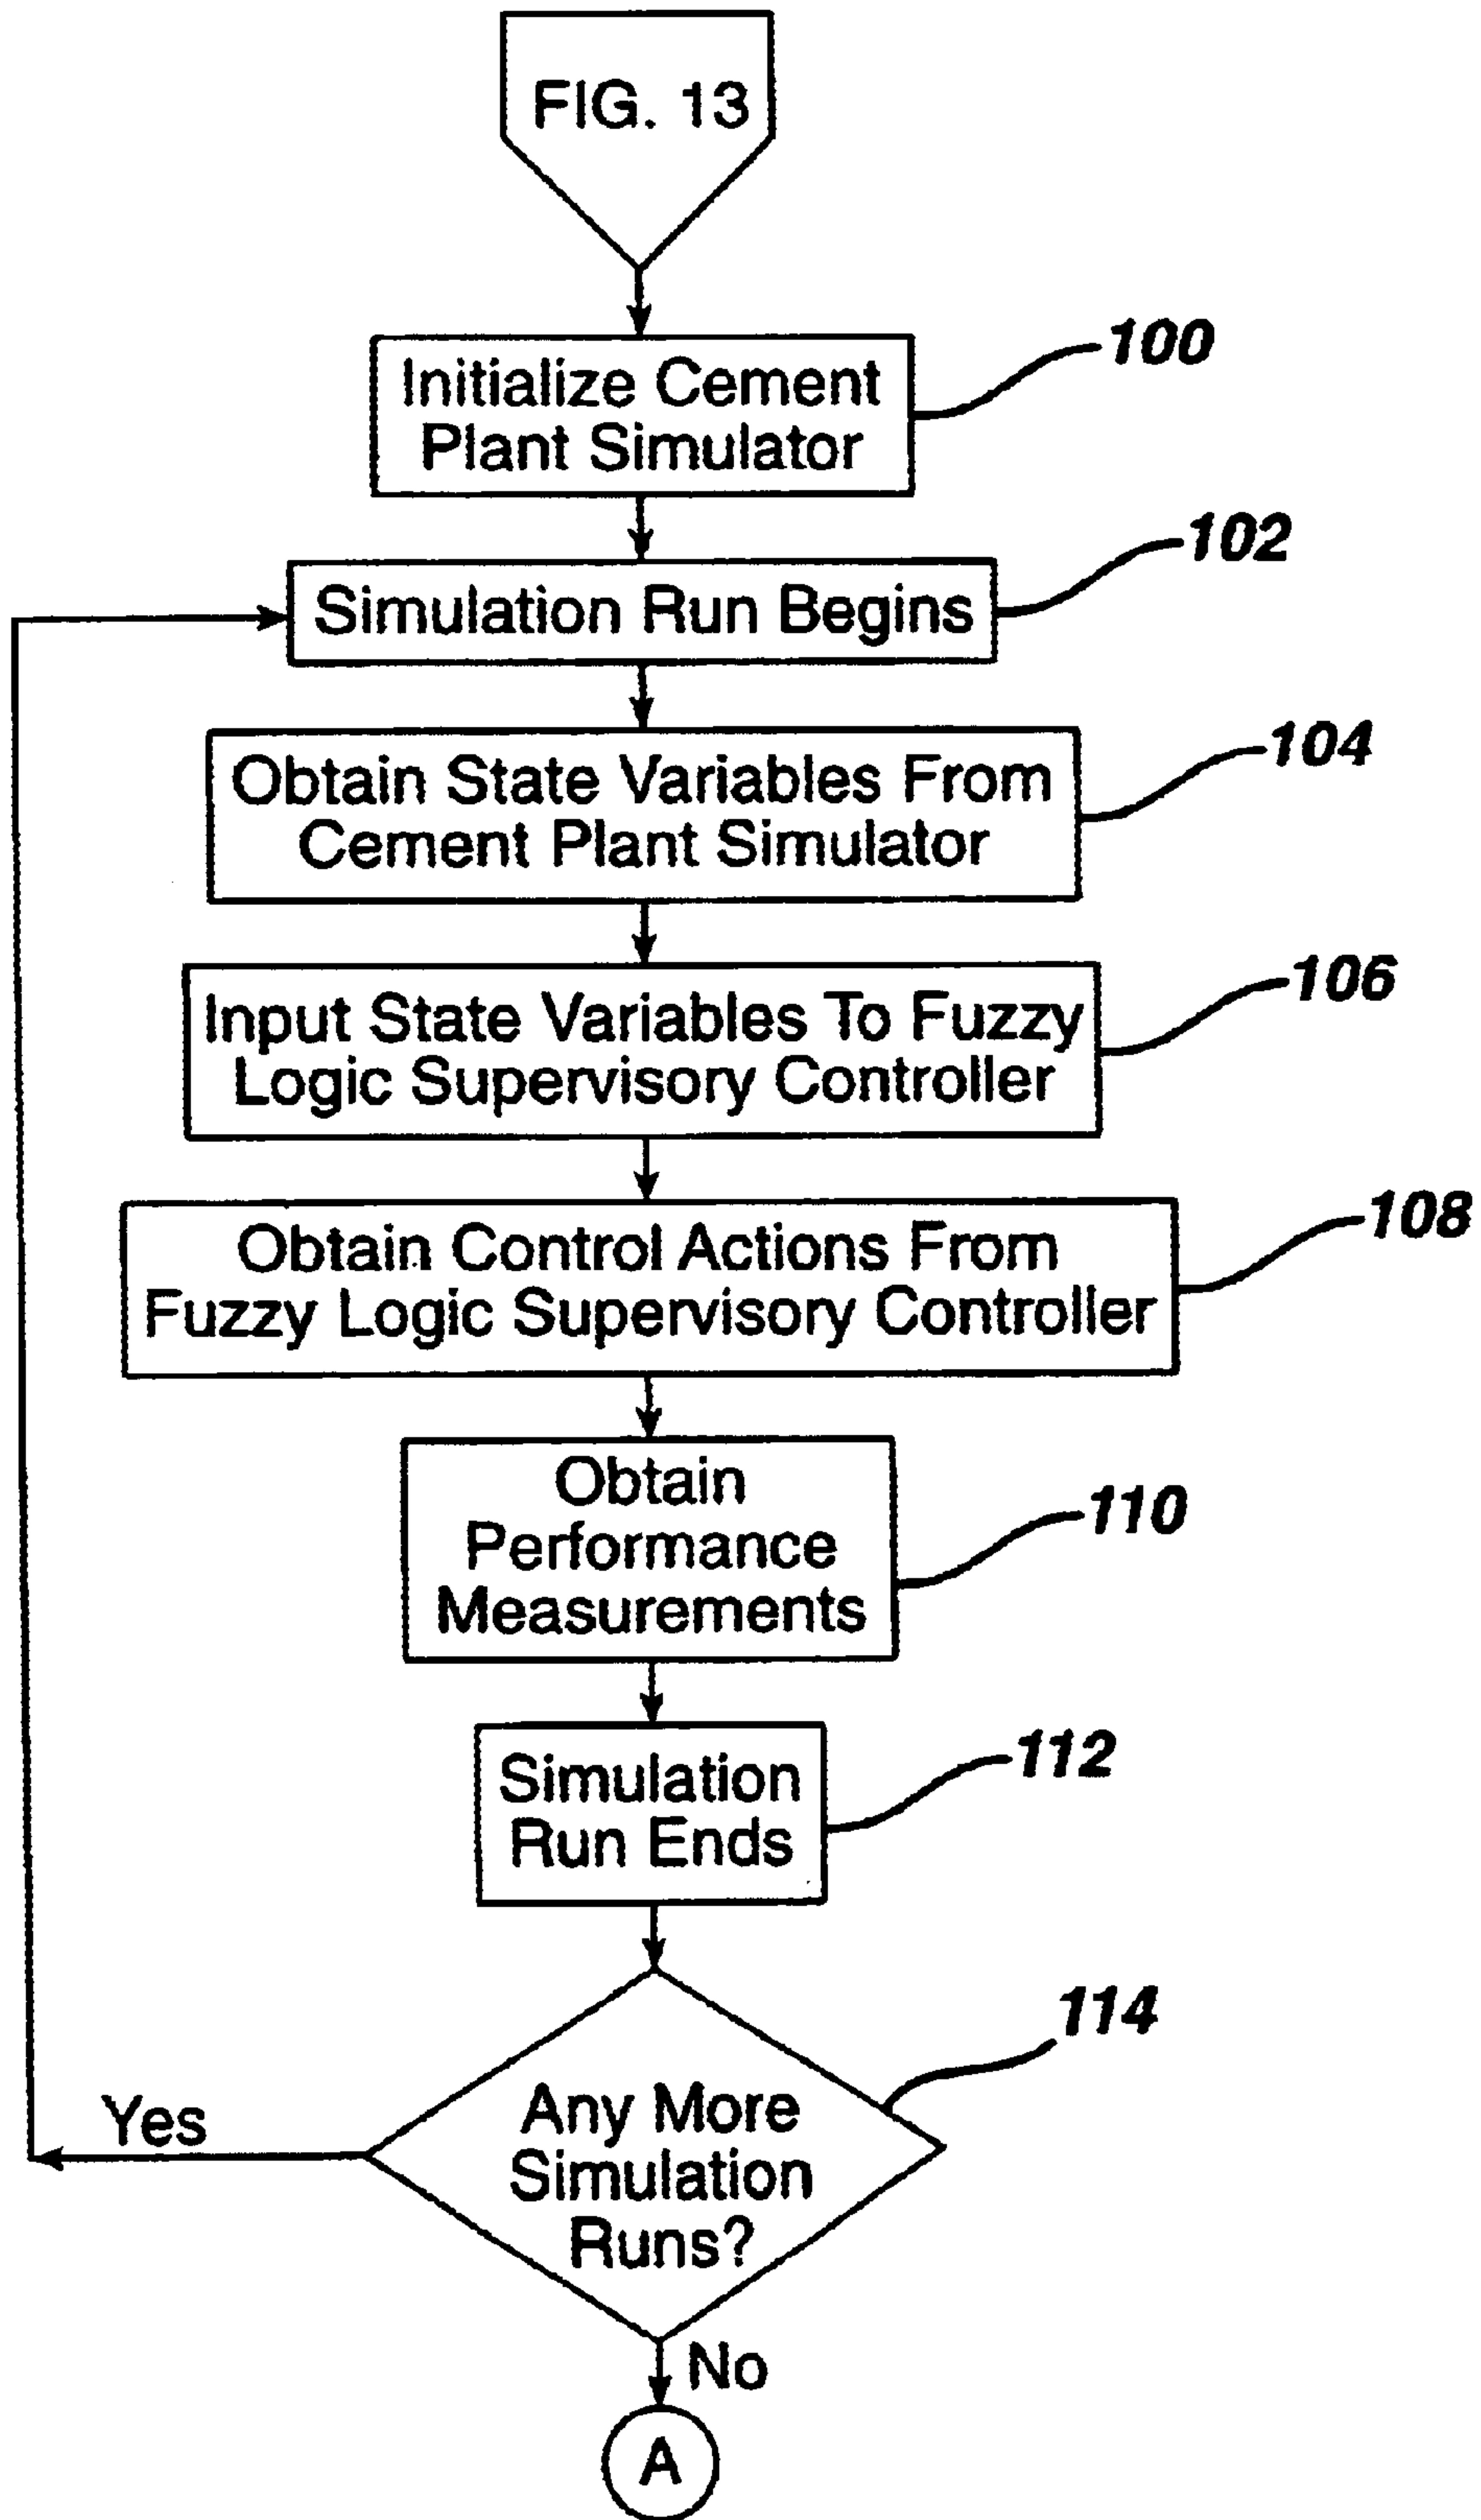 FIG. 13
Initialize Cement
Plant Simulator
100
Simulation Run Begins
102
Obtain State Variables From
Cement Plant Simulator
104
Input State Variables To Fuzzy
Logic Supervisory Controller
106
Obtain Control Actions From
Fuzzy Logic Supervisory Controller
108
Obtain
Performance
Measurements
110
Simulation
Run Ends
112
Any More
Simulation
Runs?
114
Yes
No
A